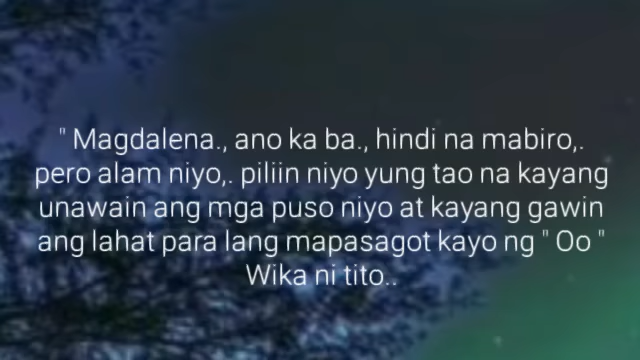 " Magdalena., ano ka ba., hindi na mabiro,.
pero alam niyo,. piliin niyo yung tao na kayang
unawain ang mga puso niyo at kayang gawin
ang lahat para lang mapasagot kayo ng " Oo "
Wika ni tito..